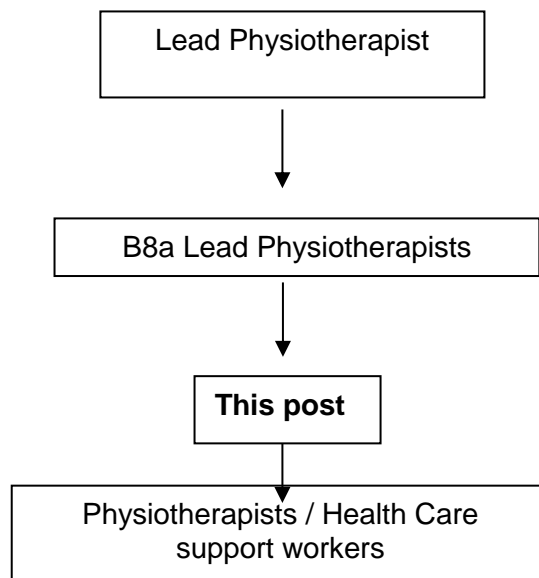 Lead Physiotherapist
B8a Lead Physiotherapists
This post
Physiotherapists / Health Care
support workers